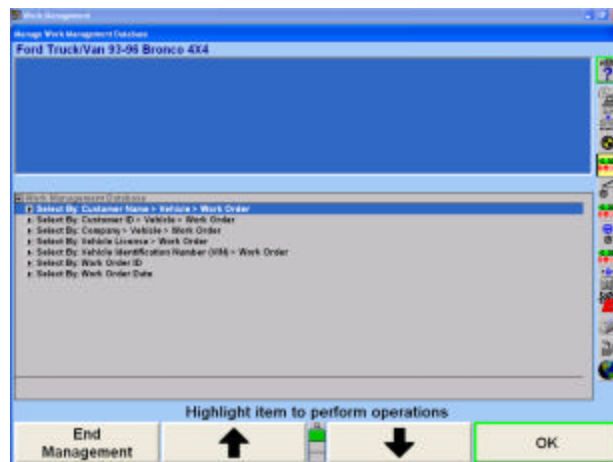 Work Management
Manage Work Management Database
Ford Truck/Van 93-96 Bronco 4X4
Work Management Database
Select By: Customer Name > Vehicle > Work Order
Select By: Customer ID > Vehicle > Work Order
Select By: Company > Vehicle > Work Order
Select By: Vehicle License > Work Order
Select By: Vehicle Identification Number (VIN) > Work Order
Select By: Work Order ID
Select By: Work Order Date
Highlight item to perform operations
End
Management
OK